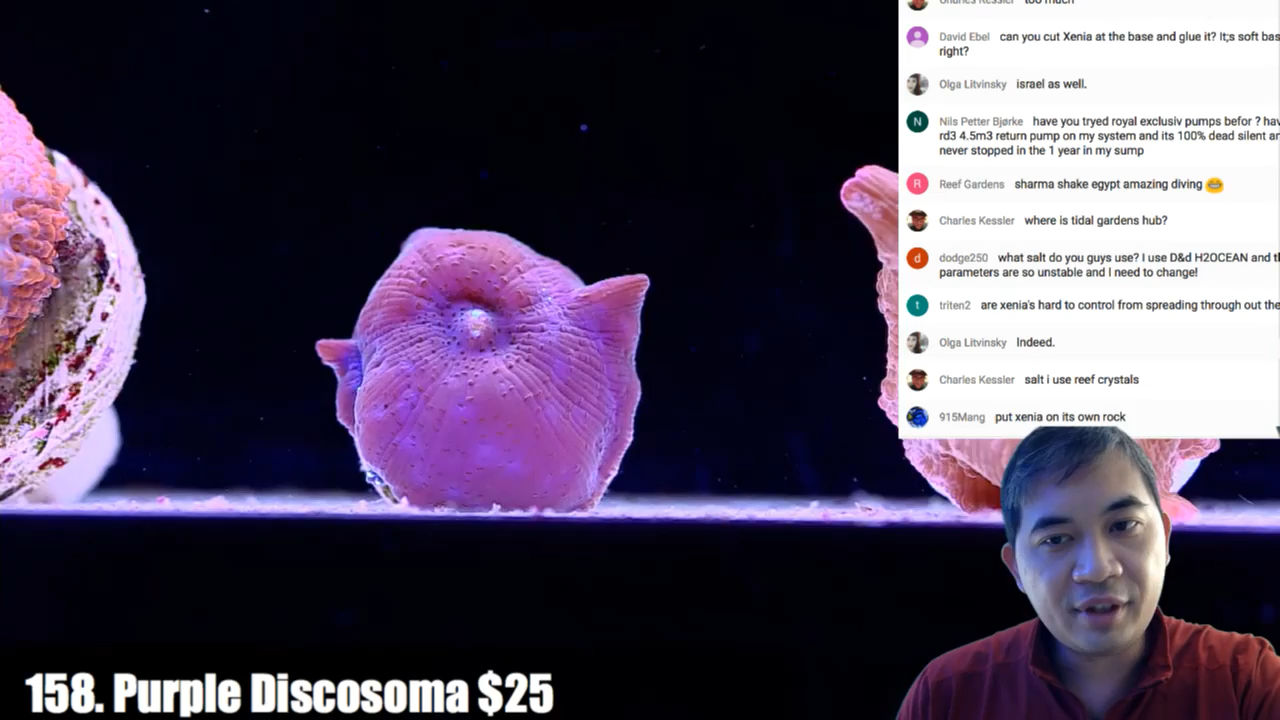 Charles Kessler too much
David Ebel can you cut Xenia at the base and glue it? It;s soft bas
right?
Olga Litvinsky israel as well.
N Nils Petter Bjørke have you tryed royal exclusiv pumps befor ? hav
rd3 4.5m3 return pump on my system and its 100% dead silent an
never stopped in the 1 year in my sump
R Reef Gardens sharma shake egypt amazing diving 😂
Charles Kessler where is tidal gardens hub?
d dodge250 what salt do you guys use? I use D&d H2OCEAN and th
parameters are so unstable and I need to change!
t triten2 are xenia's hard to control from spreading through out the
Olga Litvinsky Indeed.
Charles Kessler salt i use reef crystals
915Mang put xenia on its own rock
158. Purple Discosoma $25